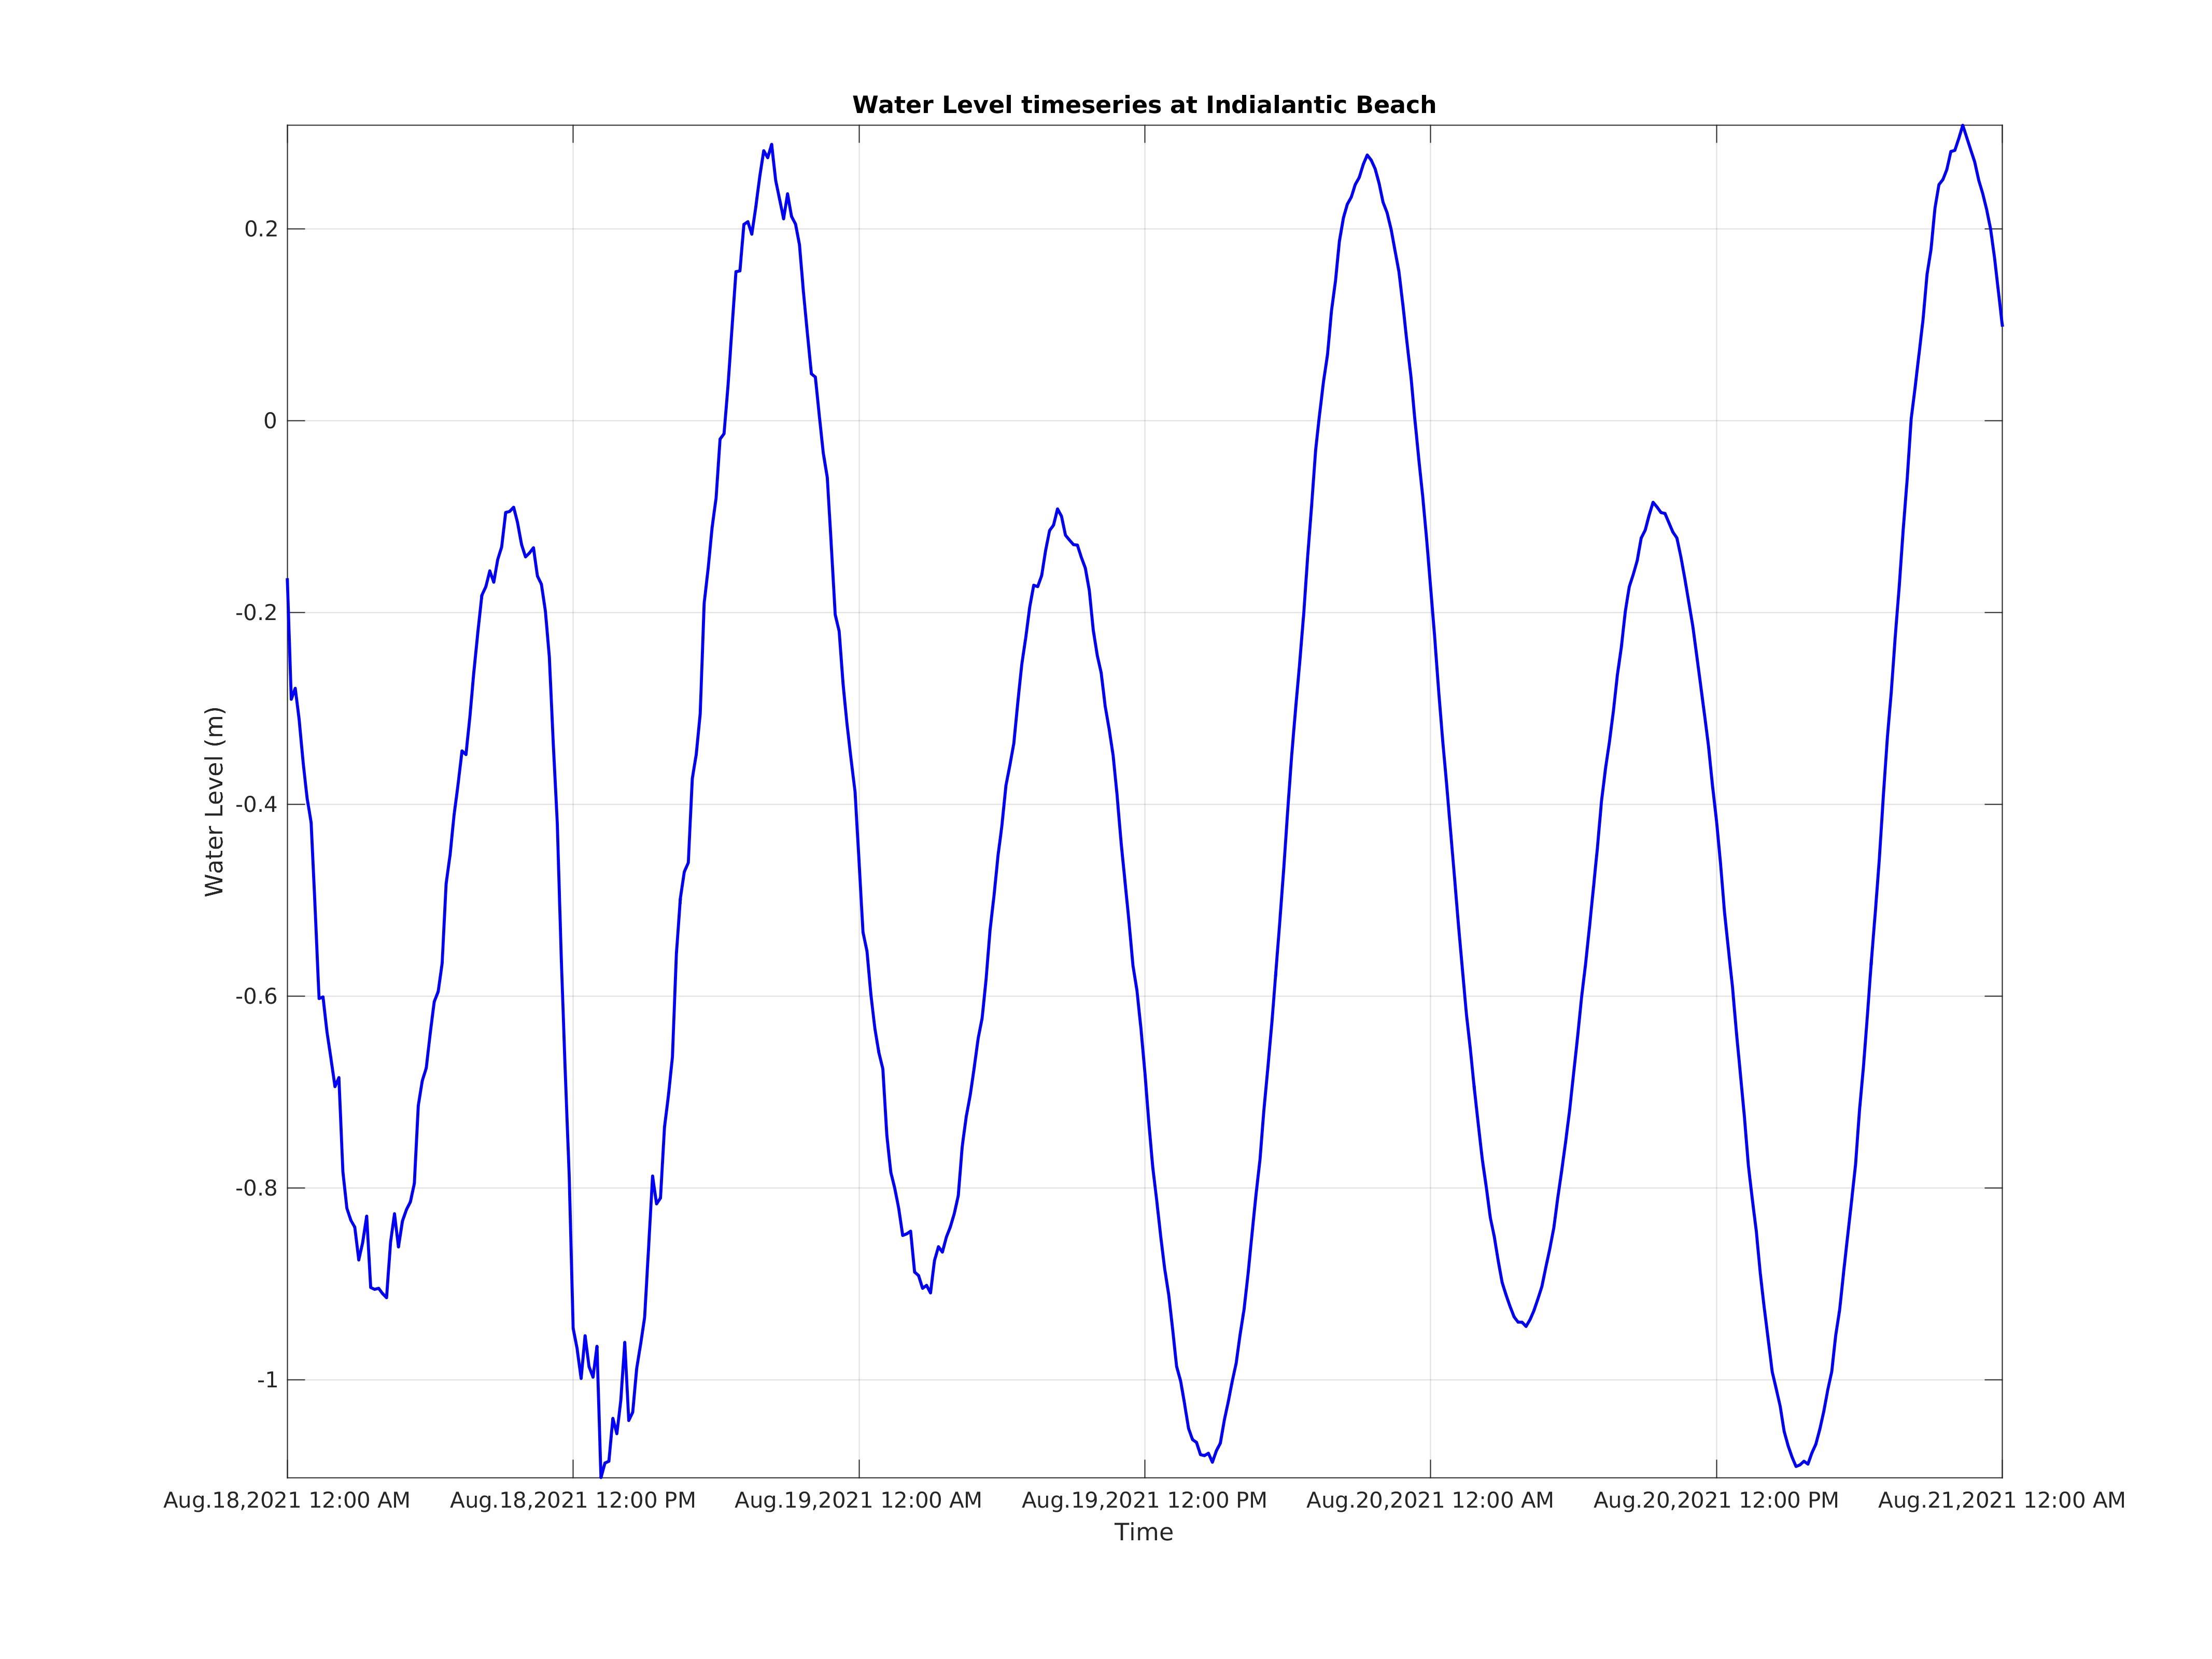 Water Level timeseries at Indialantic Beach
0.2
0
-0.2
-0.4
-0.6
-0.8
-1
Water Level (m)
Aug.18,2021 12:00 AM Aug.18,2021 12:00 PM Aug.19,2021 12:00 AM Aug.19,2021 12:00 PM Aug.20,2021 12:00 AM Aug.20,2021 12:00 PM Aug.21,2021 12:00 AM
Time